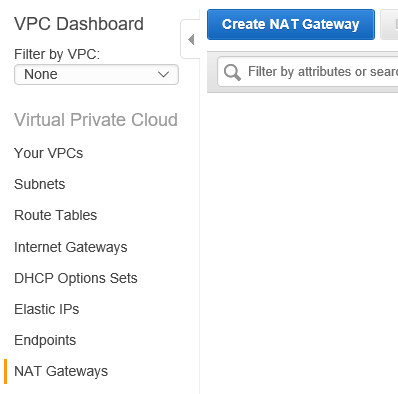 VPC Dashboard
Filter by VPC:
None
Virtual Private Cloud
Your VPCs
Subnets
Route Tables
Internet Gateways
DHCP Options Sets
Elastic IPs
Endpoints
NAT Gateways
Create NAT Gateway
Filter by attributes or sear